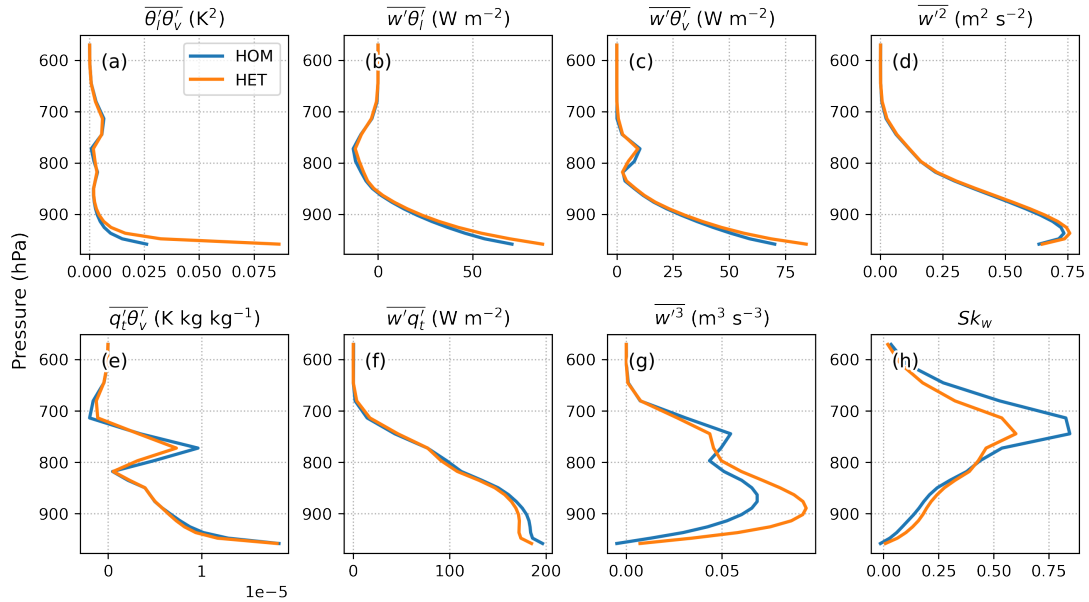 θ′lθ′v (K²)
w′θ′l (W m⁻²)
w′θ′v (W m⁻²)
w′² (m² s⁻²)
(a)
HOM
HET
(b)
(c)
(d)
600
700
800
900
0.000 0.025 0.050 0.075
600
700
800
900
0 50
600
700
800
900
0 25 50 75
600
700
800
900
0.00 0.25 0.50 0.75
Pressure (hPa)
q′tθ′v (K kg kg⁻¹)
w′q′t (W m⁻²)
w′³ (m³ s⁻³)
Skw
(e)
(f)
(g)
(h)
600
700
800
900
0 1
1e−5
600
700
800
900
0 100 200
600
700
800
900
0.00 0.05
600
700
800
900
0.00 0.25 0.50 0.75